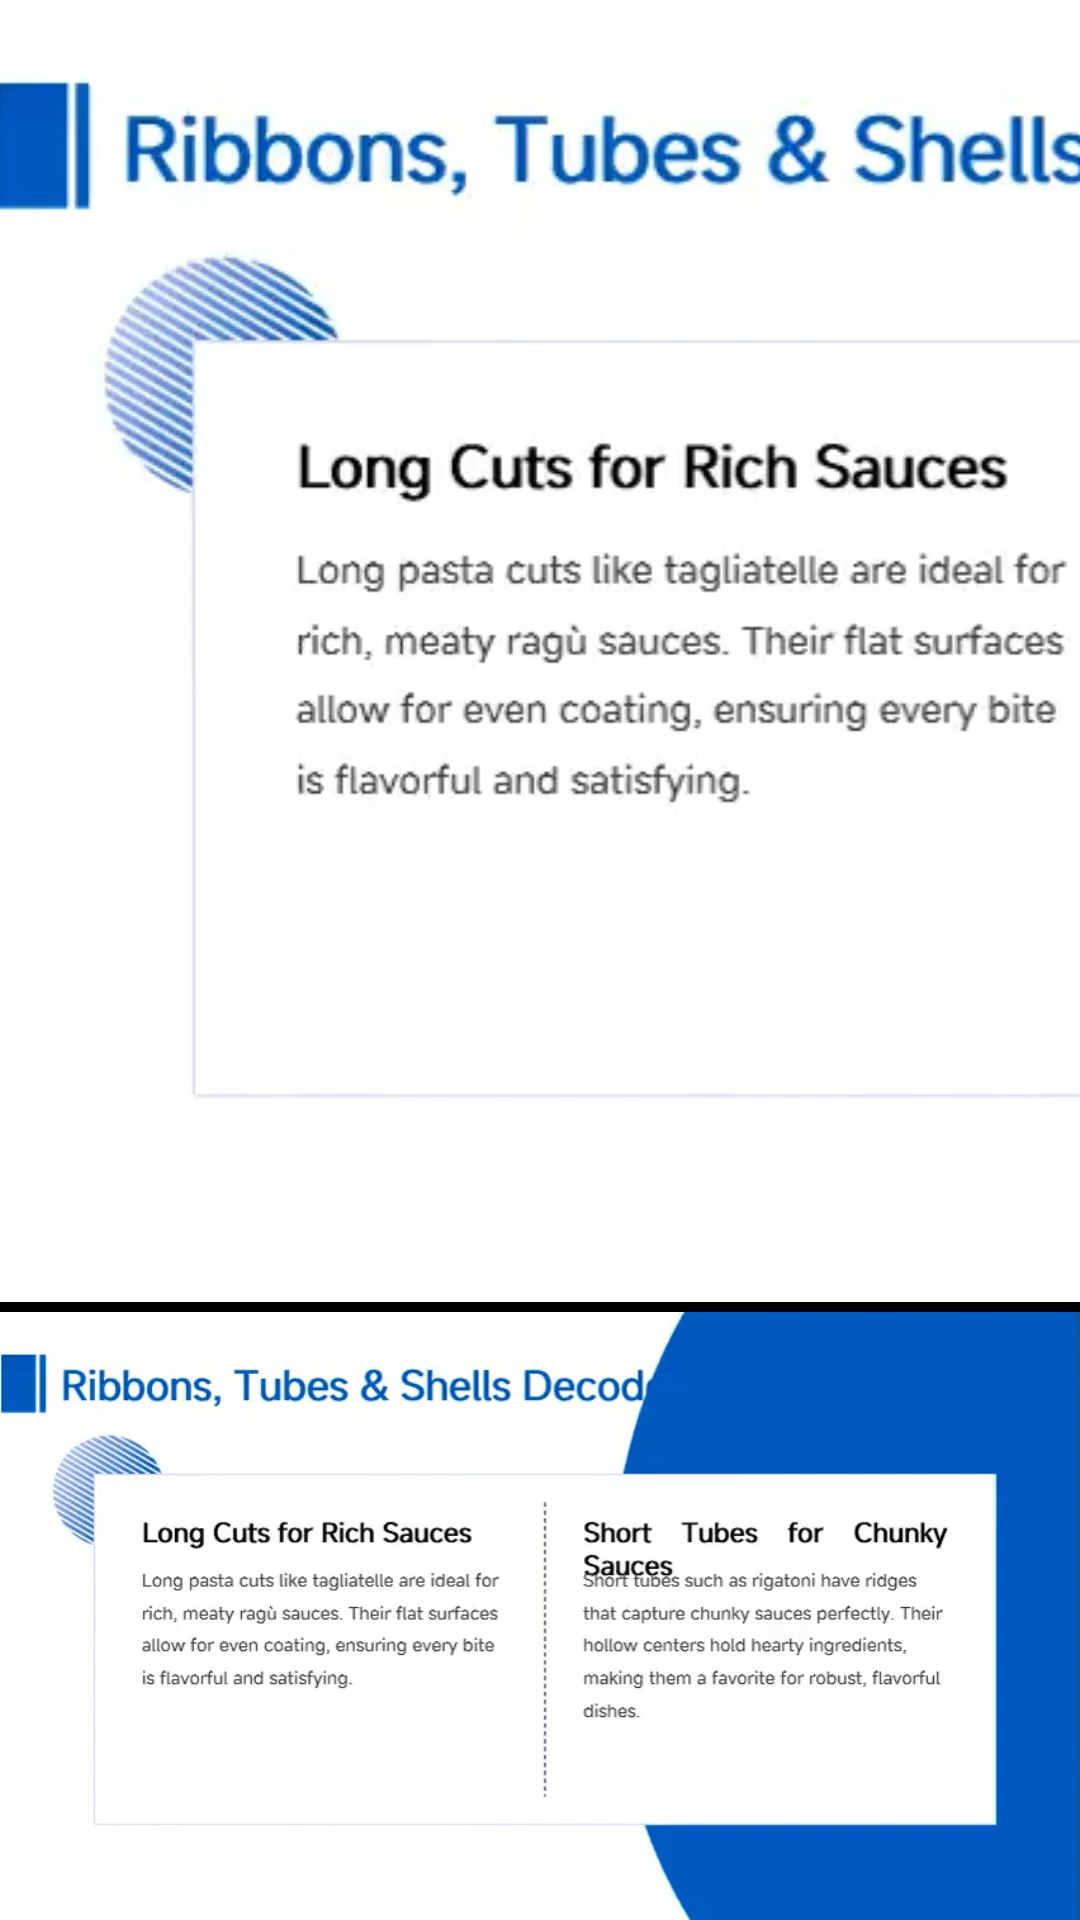 Ribbons, Tubes & Shells
Long Cuts for Rich Sauces
Long pasta cuts like tagliatelle are ideal for
rich, meaty ragù sauces. Their flat surfaces
allow for even coating, ensuring every bite
is flavorful and satisfying.
Ribbons, Tubes & Shells Decod
Long Cuts for Rich Sauces
Long pasta cuts like tagliatelle are ideal for
rich, meaty ragù sauces. Their flat surfaces
allow for even coating, ensuring every bite
is flavorful and satisfying.
Short Tubes for Chunky
Sauces
Short tubes such as rigatoni have ridges
that capture chunky sauces perfectly. Their
hollow centers hold hearty ingredients,
making them a favorite for robust, flavorful
dishes.